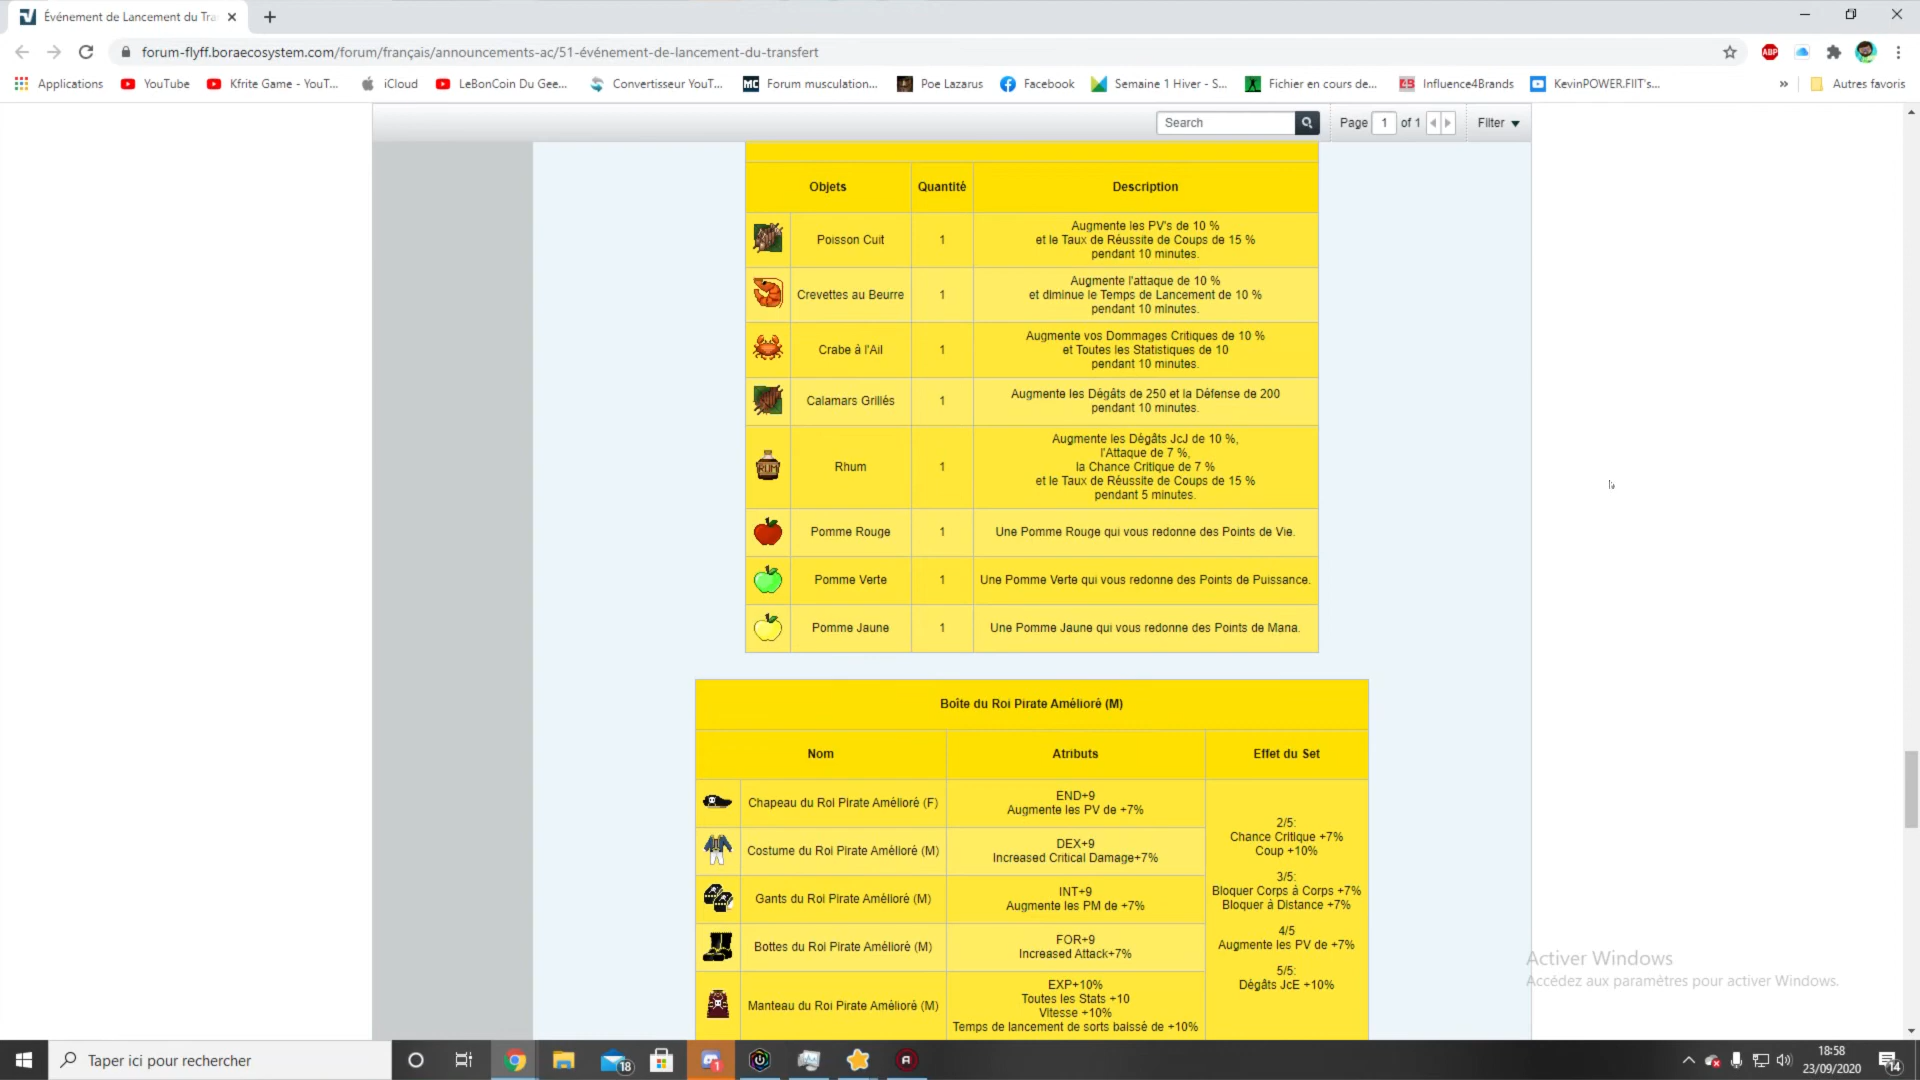 Événement de Lancement du Tra
forum-flyff.boraecosystem.com/forum/français/announcements-ac/51-événement-de-lancement-du-transfert
ABP
Applications
YouTube
Kfrite Game - YouT...
iCloud
LeBonCoin Du Gee...
Convertisseur YouT...
MC Forum musculation...
Poe Lazarus
Facebook
Semaine 1 Hiver - S...
Fichier en cours de...
Influence4Brands
KevinPOWER.FIIT's...
»
Autres favoris
Search
Page 1 of 1
Filter
Objets Quantité Description
Poisson Cuit
1
Augmente les PV's de 10 %
et le Taux de Réussite de Coups de 15 %
pendant 10 minutes.
Crevettes au Beurre
1
Augmente l'attaque de 10 %
et diminue le Temps de Lancement de 10 %
pendant 10 minutes.
Crabe à l'Ail
1
Augmente vos Dommages Critiques de 10 %
et Toutes les Statistiques de 10
pendant 10 minutes.
Calamars Grillés
1
Augmente les Dégâts de 250 et la Défense de 200
pendant 10 minutes.
RUM
Rhum
1
Augmente les Dégâts JcJ de 10 %,
l'Attaque de 7 %,
la Chance Critique de 7 %
et le Taux de Réussite de Coups de 15 %
pendant 5 minutes.
Pomme Rouge
1
Une Pomme Rouge qui vous redonne des Points de Vie.
Pomme Verte
1
Une Pomme Verte qui vous redonne des Points de Puissance.
Pomme Jaune
1
Une Pomme Jaune qui vous redonne des Points de Mana.
Boîte du Roi Pirate Amélioré (M)
Nom Atributs Effet du Set
Chapeau du Roi Pirate Amélioré (F)
END+9
Augmente les PV de +7%
Costume du Roi Pirate Amélioré (M)
DEX+9
Increased Critical Damage+7%
Gants du Roi Pirate Amélioré (M)
INT+9
Augmente les PM de +7%
Bottes du Roi Pirate Amélioré (M)
FOR+9
Increased Attack+7%
Manteau du Roi Pirate Amélioré (M)
EXP+10%
Toutes les Stats +10
Vitesse +10%
Temps de lancement de sorts baissé de +10%
2/5:
Chance Critique +7%
Coup +10%
3/5:
Bloquer Corps à Corps +7%
Bloquer à Distance +7%
4/5
Augmente les PV de +7%
5/5:
Dégâts JcE +10%
Activer Windows
Accédez aux paramètres pour activer Windows.
Taper ici pour rechercher
18
1
18:58
23/09/2020
14